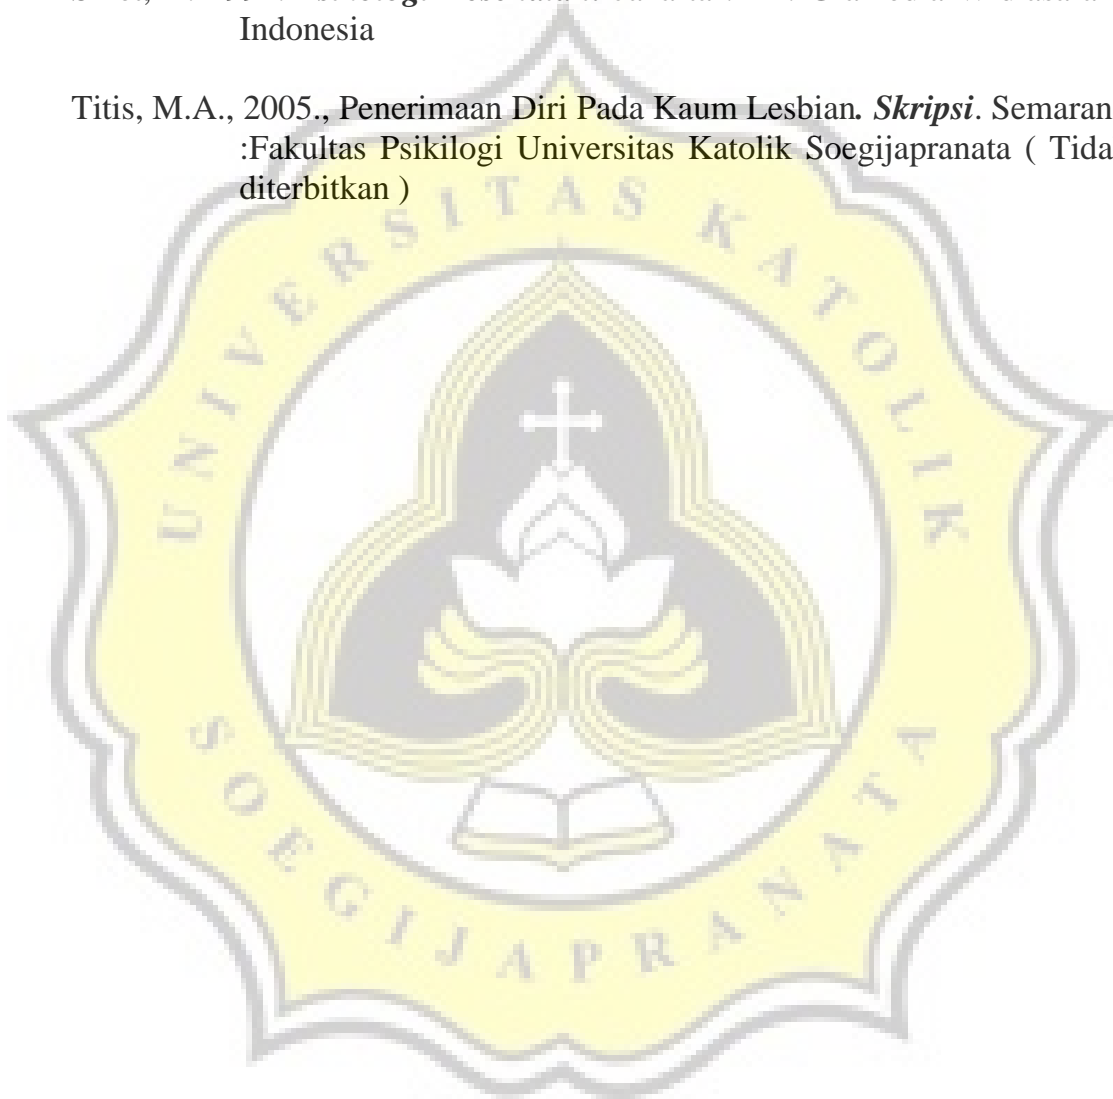 Indonesia
Titis, M.A., 2005., Penerimaan Diri Pada Kaum Lesbian. Skripsi. Semaran
:Fakultas Psikilogi Universitas Katolik Soegijapranata ( Tida
diterbitkan )
UNIVERSITAS KATOLIK
SOEGIJAPRANATA